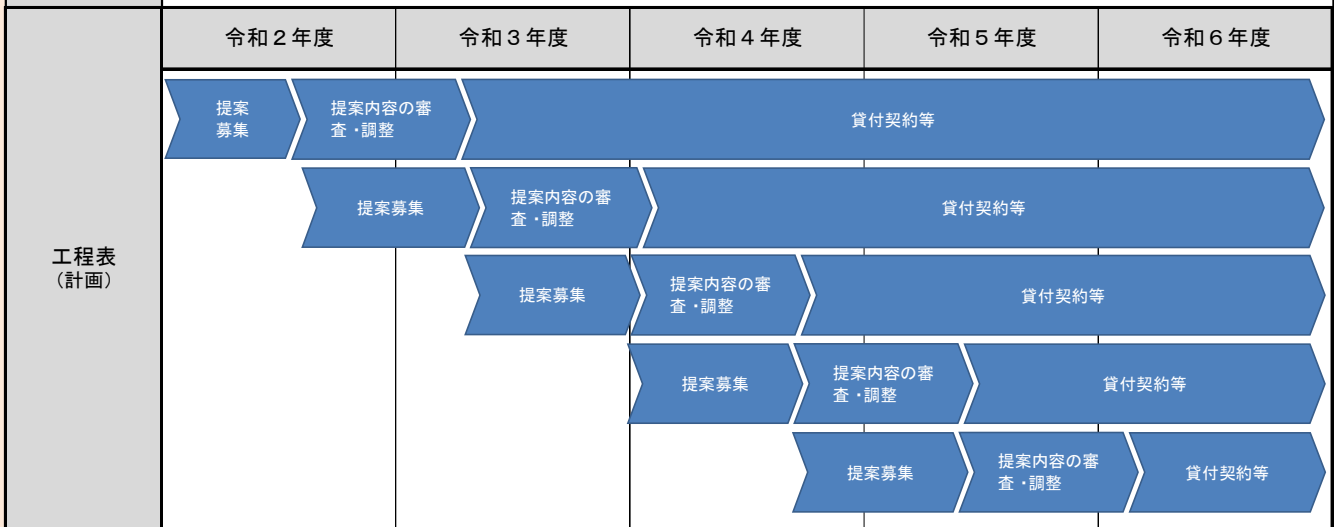 令和２年度
令和３年度
令和４年度
令和５年度
令和６年度
工程表
（計画）
提案
募集
提案内容の審
査・調整
貸付契約等
提案募集
提案内容の審
査・調整
貸付契約等
提案募集
提案内容の審
査・調整
貸付契約等
提案募集
提案内容の審
査・調整
貸付契約等
提案募集
提案内容の審
査・調整
貸付契約等